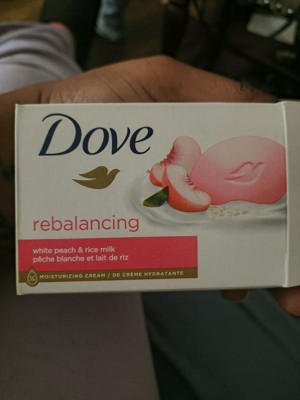 Dove
rebalancing
white peach & rice milk
pêche blanche et lait de riz
MOISTURIZING CREAM / DE CRÈME HYDRATANTE